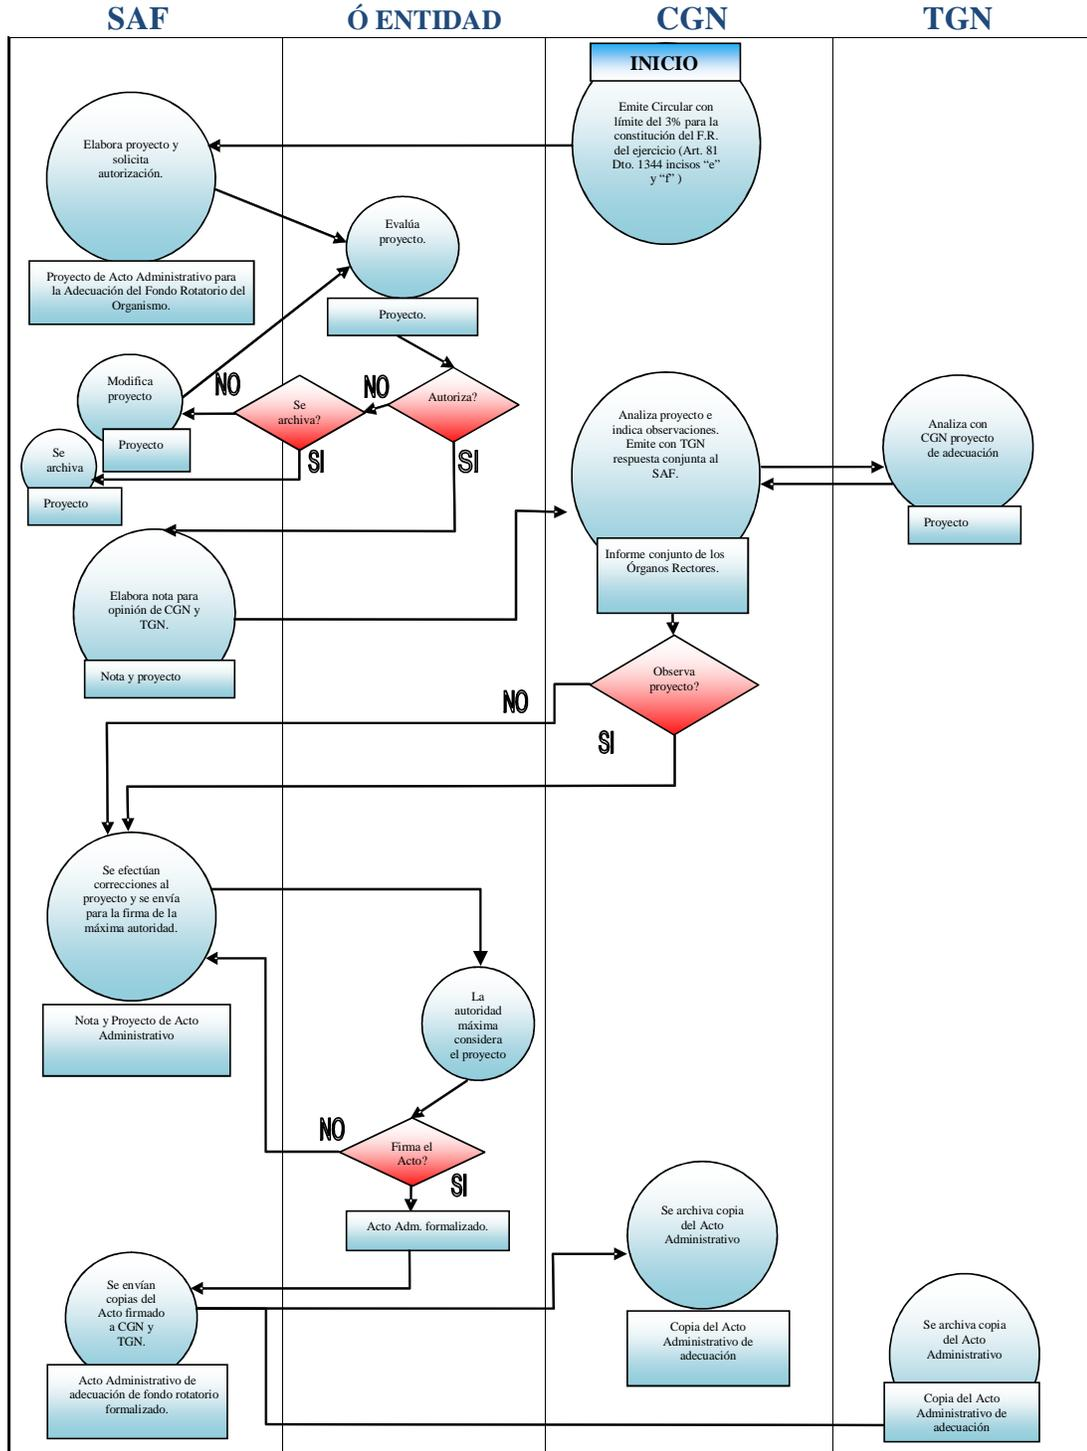 SAF
Ó ENTIDAD
CGN
TGN
INICIO
Emite Circular con
límite del 3% para la
constitución del F.R.
del ejercicio (Art. 81
Dto. 1344 incisos “e”
y “f” )
Elabora proyecto y
solicita
autorización.
Proyecto de Acto Administrativo para
la Adecuación del Fondo Rotatorio del
Organismo.
Evalúa
proyecto.
Proyecto.
Autoriza?
NO
Se
archiva?
NO
SI
SI
Modifica
proyecto
Proyecto
Se
archiva
Proyecto
Elabora nota para
opinión de CGN y
TGN.
Nota y proyecto
Analiza proyecto e
indica observaciones.
Emite con TGN
respuesta conjunta al
SAF.
Informe conjunto de los
Órganos Rectores.
Analiza con
CGN proyecto
de adecuación
Proyecto
Observa
proyecto?
NO
SI
Se efectúan
correcciones al
proyecto y se envía
para la firma de la
máxima autoridad.
Nota y Proyecto de Acto
Administrativo
La
autoridad
máxima
considera
el proyecto
Firma el
Acto?
NO
SI
Acto Adm. formalizado.
Se envían
copias del
Acto firmado
a CGN y
TGN.
Acto Administrativo de
adecuación de fondo rotatorio
formalizado.
Se archiva copia
del Acto
Administrativo
Copia del Acto
Administrativo de
adecuación
Se archiva copia
del Acto
Administrativo
Copia del Acto
Administrativo de
adecuación